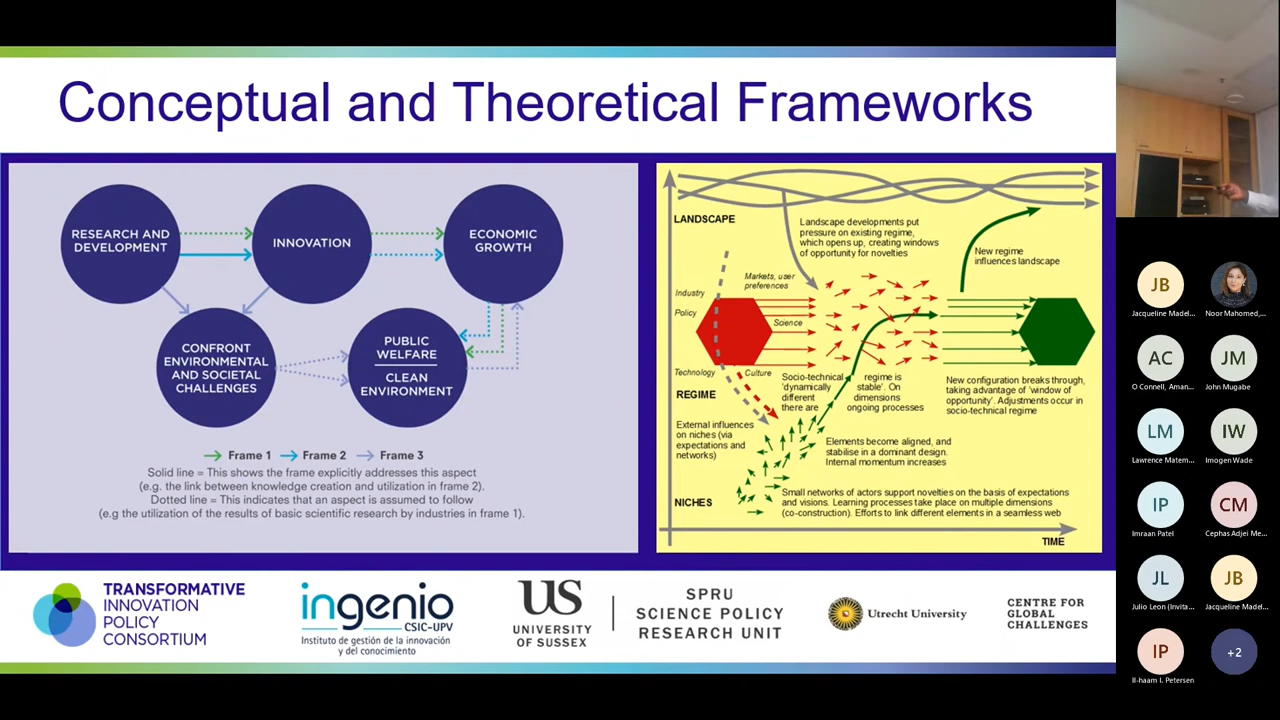 Conceptual and Theoretical Frameworks
RESEARCH AND
DEVELOPMENT
INNOVATION
ECONOMIC
GROWTH
CONFRONT
ENVIRONMENTAL
AND SOCIETAL
CHALLENGES
PUBLIC
WELFARE
CLEAN
ENVIRONMENT
Frame 1
Frame 2
Frame 3
Solid line = This shows the frame explicitly addresses this aspect
(e.g. the link between knowledge creation and utilization in frame 2).
Dotted line = This indicates that an aspect is assumed to follow
(e.g the utilization of the results of basic scientific research by industries in frame 1).
LANDSCAPE
Landscape developments put
pressure on existing regime,
which opens up, creating windows
of opportunity for novelties
New regime
influences landscape
Markets, user
preferences
Industry
Policy
Science
Technology
Culture
REGIME
Socio-technical regime is
'dynamically stable'. On
different dimensions
there are ongoing processes
New configuration breaks through,
taking advantage of 'window of
opportunity'. Adjustments occur in
socio-technical regime
External influences
on niches (via
expectations and
networks)
Elements become aligned, and
stabilise in a dominant design.
Internal momentum increases
NICHES
Small networks of actors support novelties on the basis of expectations
and visions. Learning processes take place on multiple dimensions
(co-construction). Efforts to link different elements in a seamless web
TIME
TRANSFORMATIVE
INNOVATION
POLICY
CONSORTIUM
ingenio
CSIC-UPV
Instituto de gestión de la innovación
y del conocimiento
US
UNIVERSITY
OF SUSSEX
SPRU
SCIENCE POLICY
RESEARCH UNIT
Utrecht University
CENTRE FOR
GLOBAL
CHALLENGES
JB
Jacqueline Madel...
Noor Mahomed,...
AC
O Connell, Aman...
JM
John Mugabe
LM
Lawrence Matem...
IW
Imogen Wade
IP
Imraan Patel
CM
Cephas Adjei Me...
JL
Julio Leon (Invita...
JB
Jacqueline Madel...
IP
Il-haam I. Petersen
+2